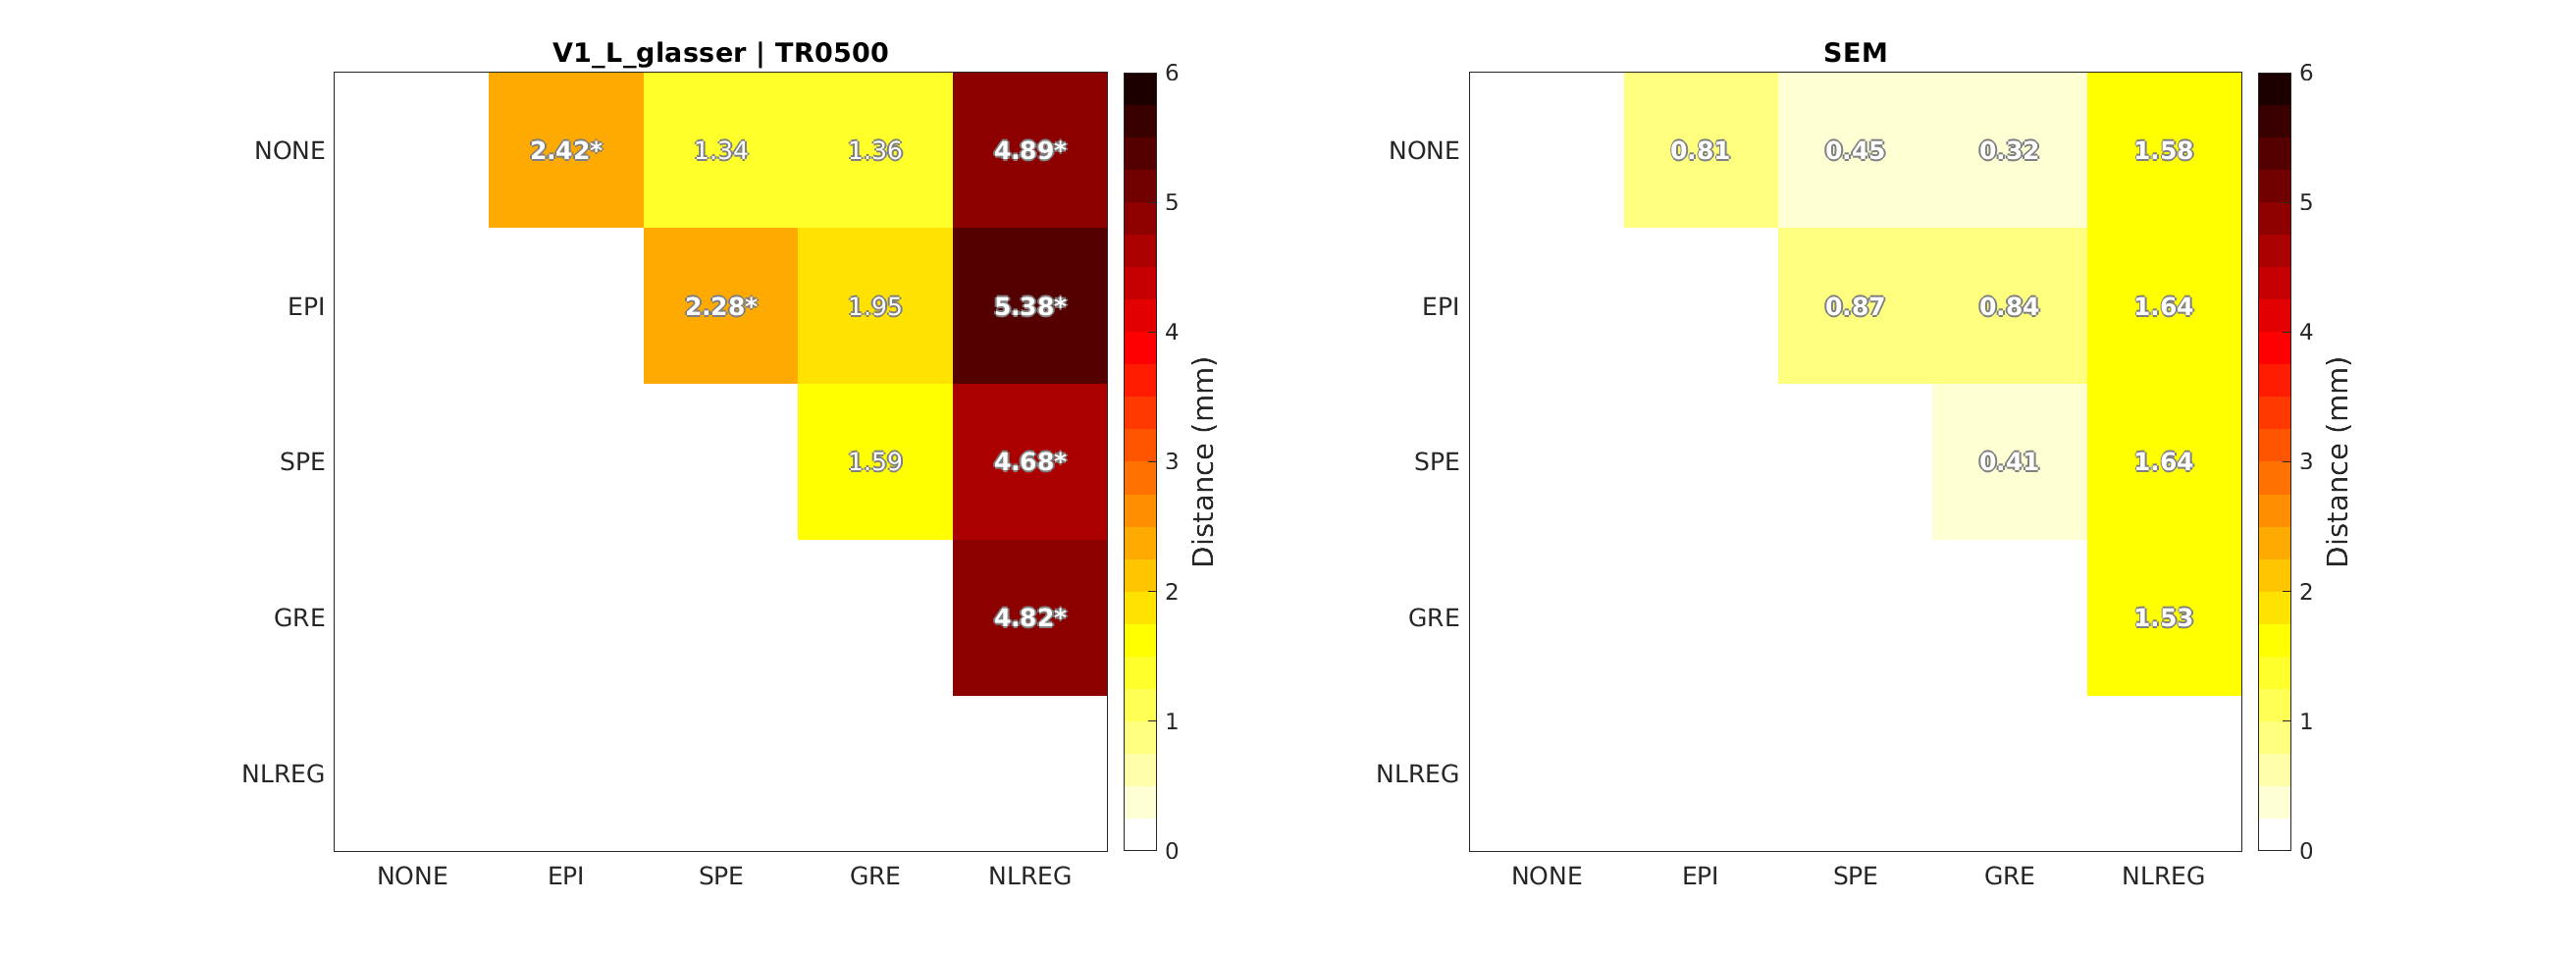 V1_L_glasser | TR0500
NONE
EPI
SPE
GRE
NLREG
2.42*
1.34
1.36
4.89*
2.28*
1.95
5.38*
1.59
4.68*
4.82*
NONE
EPI
SPE
GRE
NLREG
6
5
4
3
2
1
0
Distance (mm)
SEM
NONE
EPI
SPE
GRE
NLREG
0.81
0.45
0.32
1.58
0.87
0.84
1.64
0.41
1.64
1.53
NONE
EPI
SPE
GRE
NLREG
6
5
4
3
2
1
0
Distance (mm)